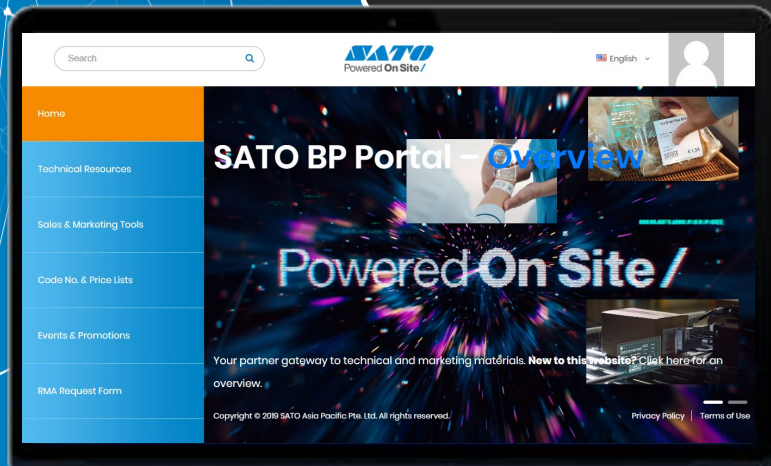 Search
SATO
Powered On Site/
English
Home
Technical Resources
Sales & Marketing Tools
Code No. & Price Lists
Events & Promotions
RMA Request Form
SATO BP Portal – Overview
€1,54
Powered On Site/
Your partner gateway to technical and marketing materials. New to this website? Click here for an
overview.
Copyright © 2019 SATO Asia Pacific Pte. Ltd. All rights reserved.
Privacy Policy | Terms of Use